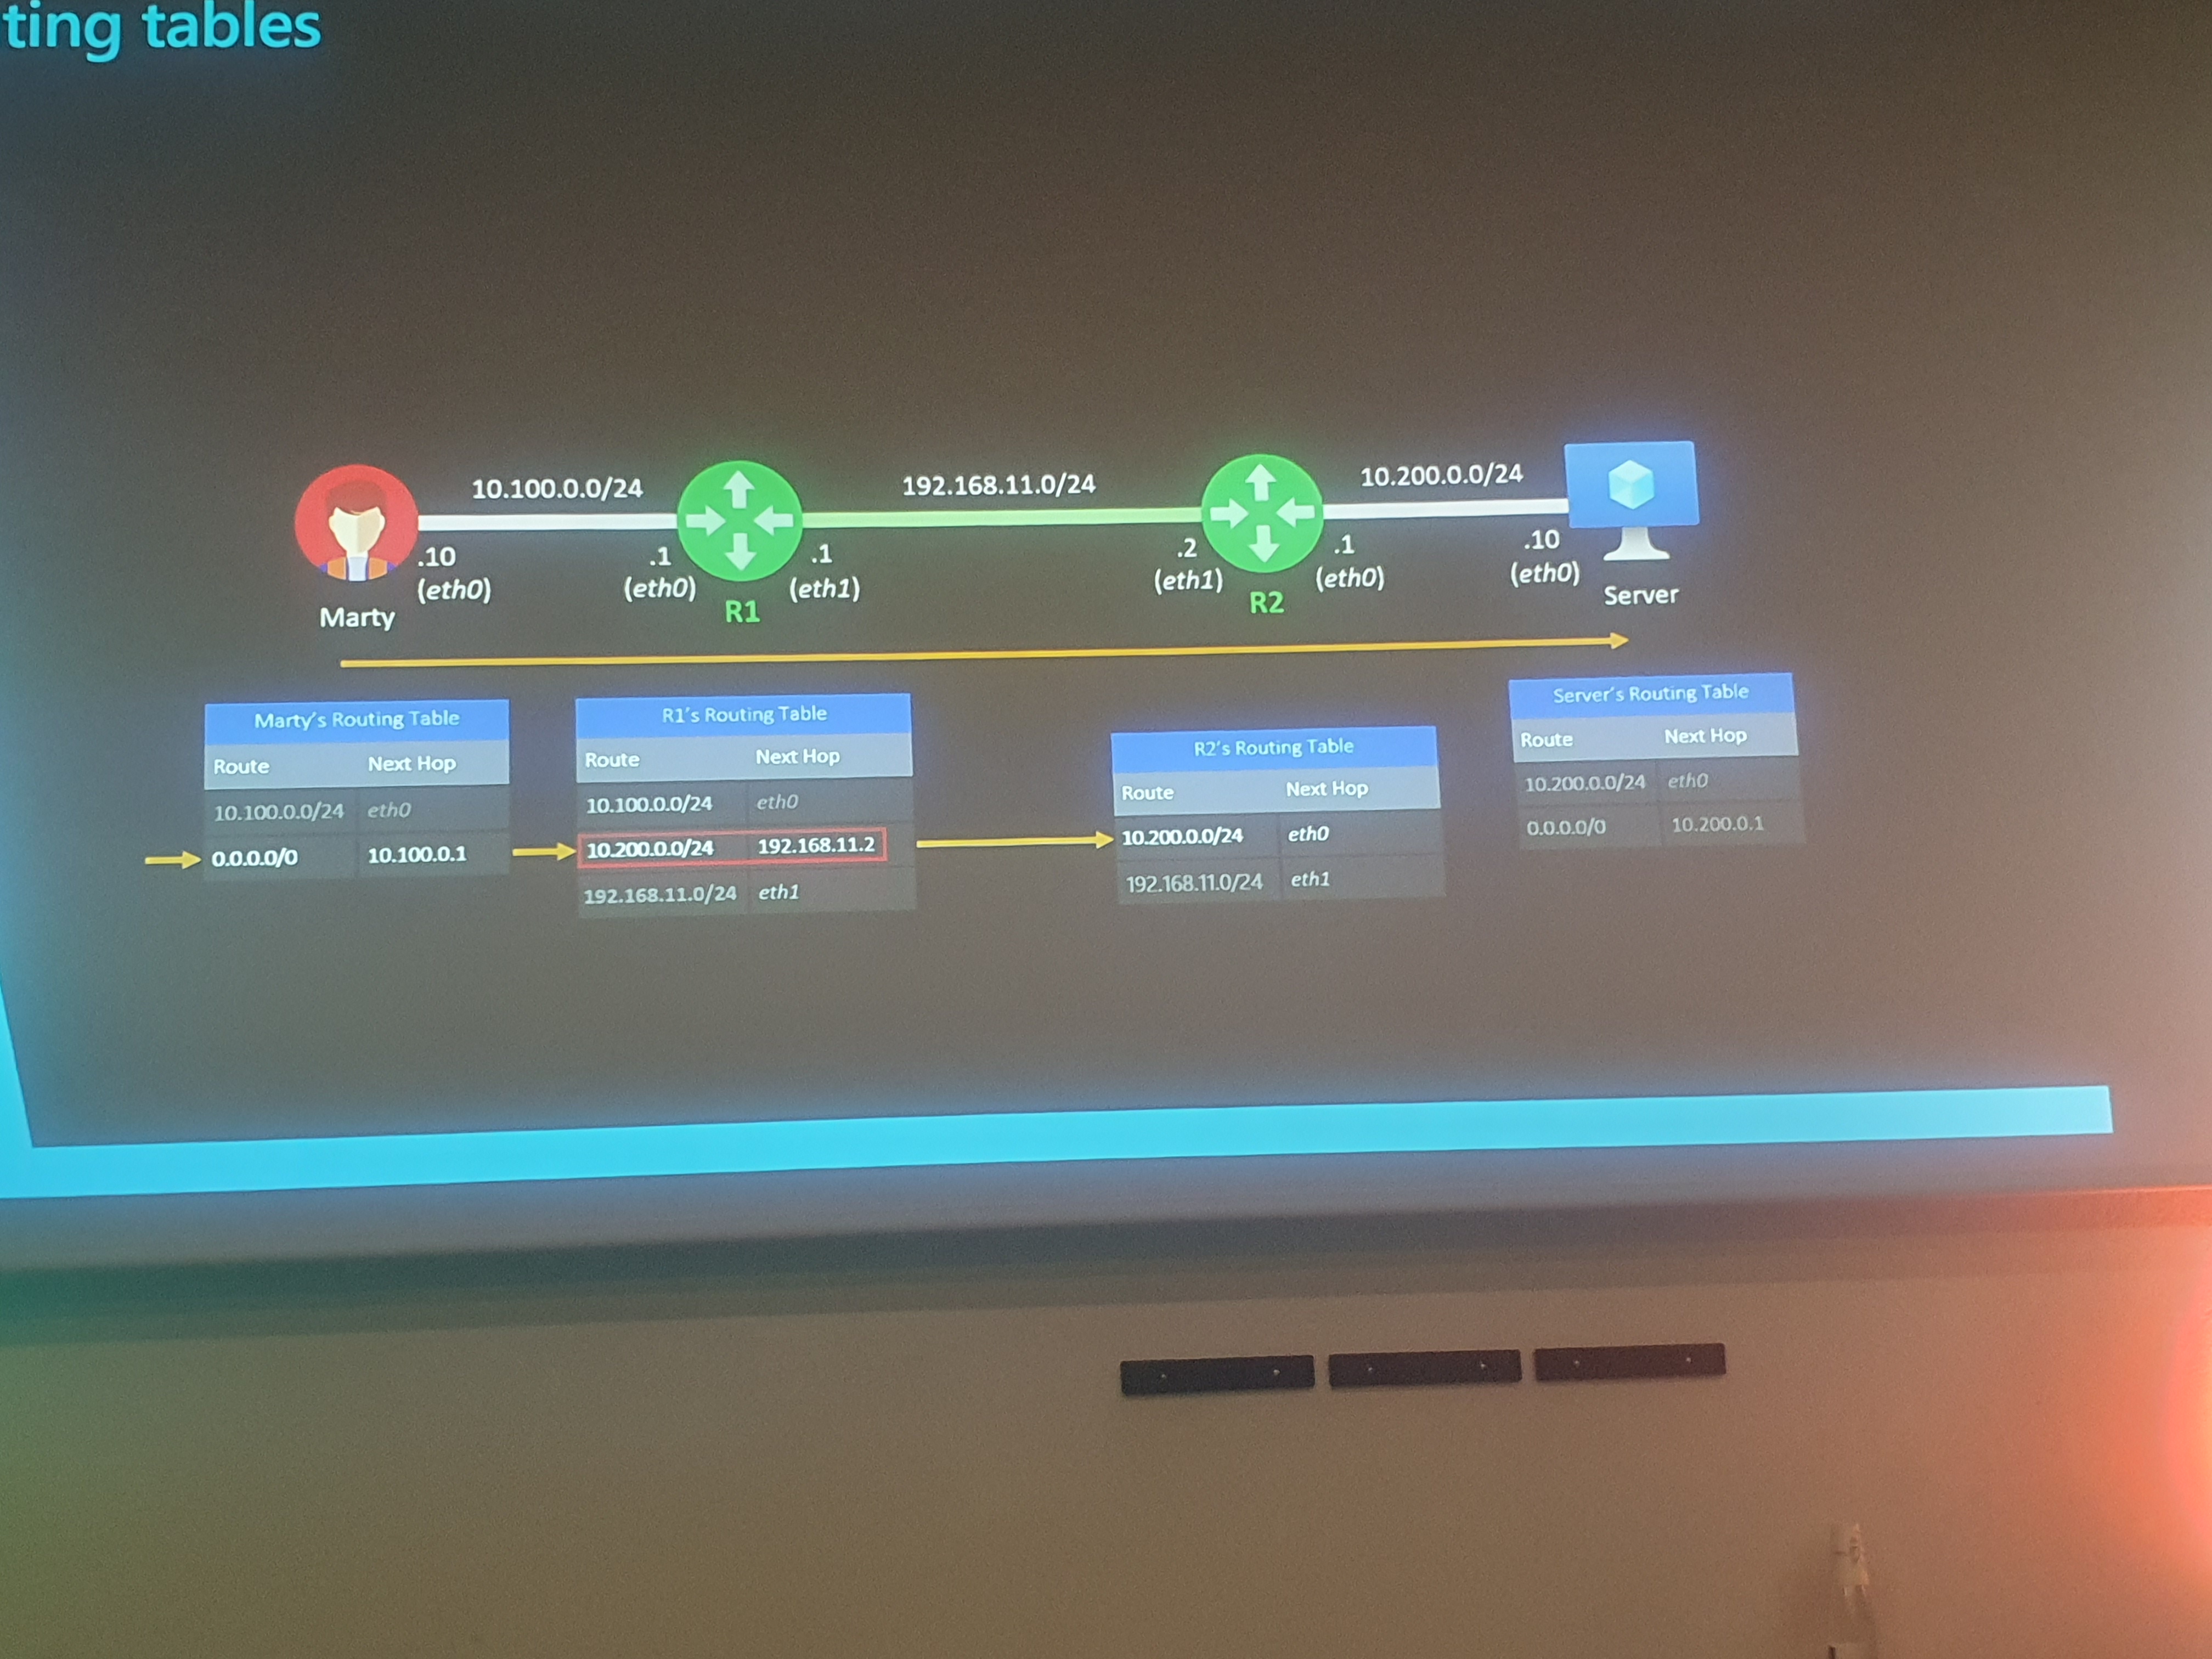 ting tables
10.100.0.0/24
192.168.11.0/24
10.200.0.0/24
.10
(eth0)
.1
(eth0)
.1
(eth1)
.2
(eth1)
.1
(eth0)
.10
(eth0)
Marty
R1
R2
Server
Marty's Routing Table
Route Next Hop
10.100.0.0/24 eth0
0.0.0.0/0 10.100.0.1
R1's Routing Table
Route Next Hop
10.100.0.0/24 eth0
10.200.0.0/24 192.168.11.2
192.168.11.0/24 eth1
R2's Routing Table
Route Next Hop
10.200.0.0/24 eth0
192.168.11.0/24 eth1
Server's Routing Table
Route Next Hop
10.200.0.0/24 eth0
0.0.0.0/0 10.200.0.1